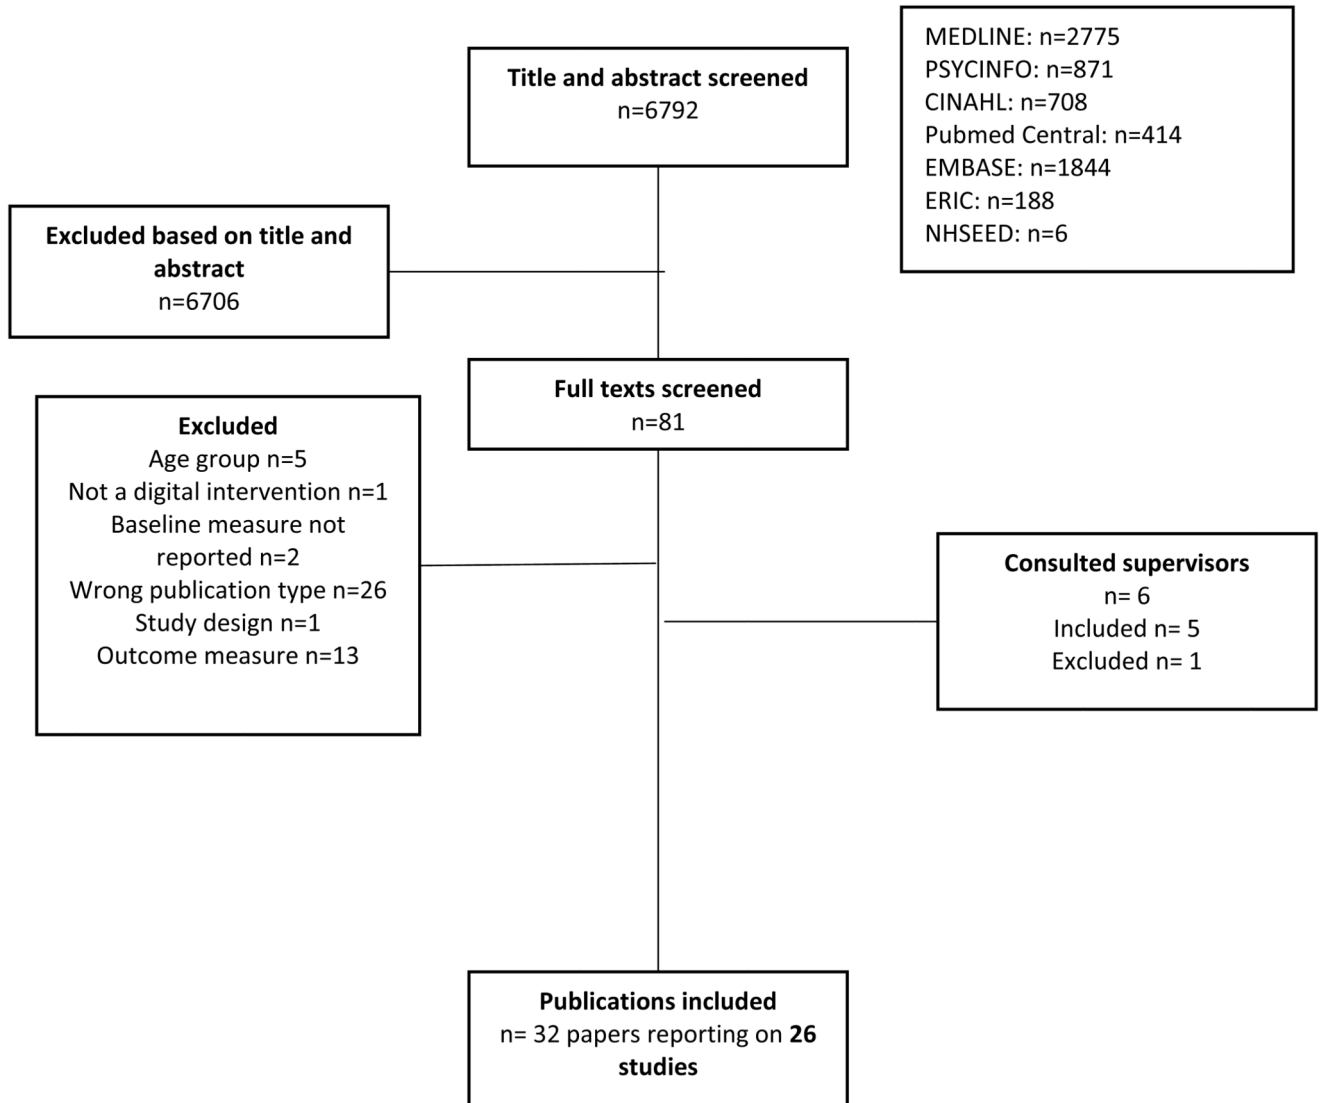 Title and abstract screened
n=6792
MEDLINE: n=2775
PSYCINFO: n=871
CINAHL: n=708
Pubmed Central: n=414
EMBASE: n=1844
ERIC: n=188
NHSEED: n=6
Excluded based on title and
abstract
n=6706
Full texts screened
n=81
Excluded
Age group n=5
Not a digital intervention n=1
Baseline measure not
reported n=2
Wrong publication type n=26
Study design n=1
Outcome measure n=13
Consulted supervisors
n= 6
Included n= 5
Excluded n= 1
Publications included
n= 32 papers reporting on 26
studies